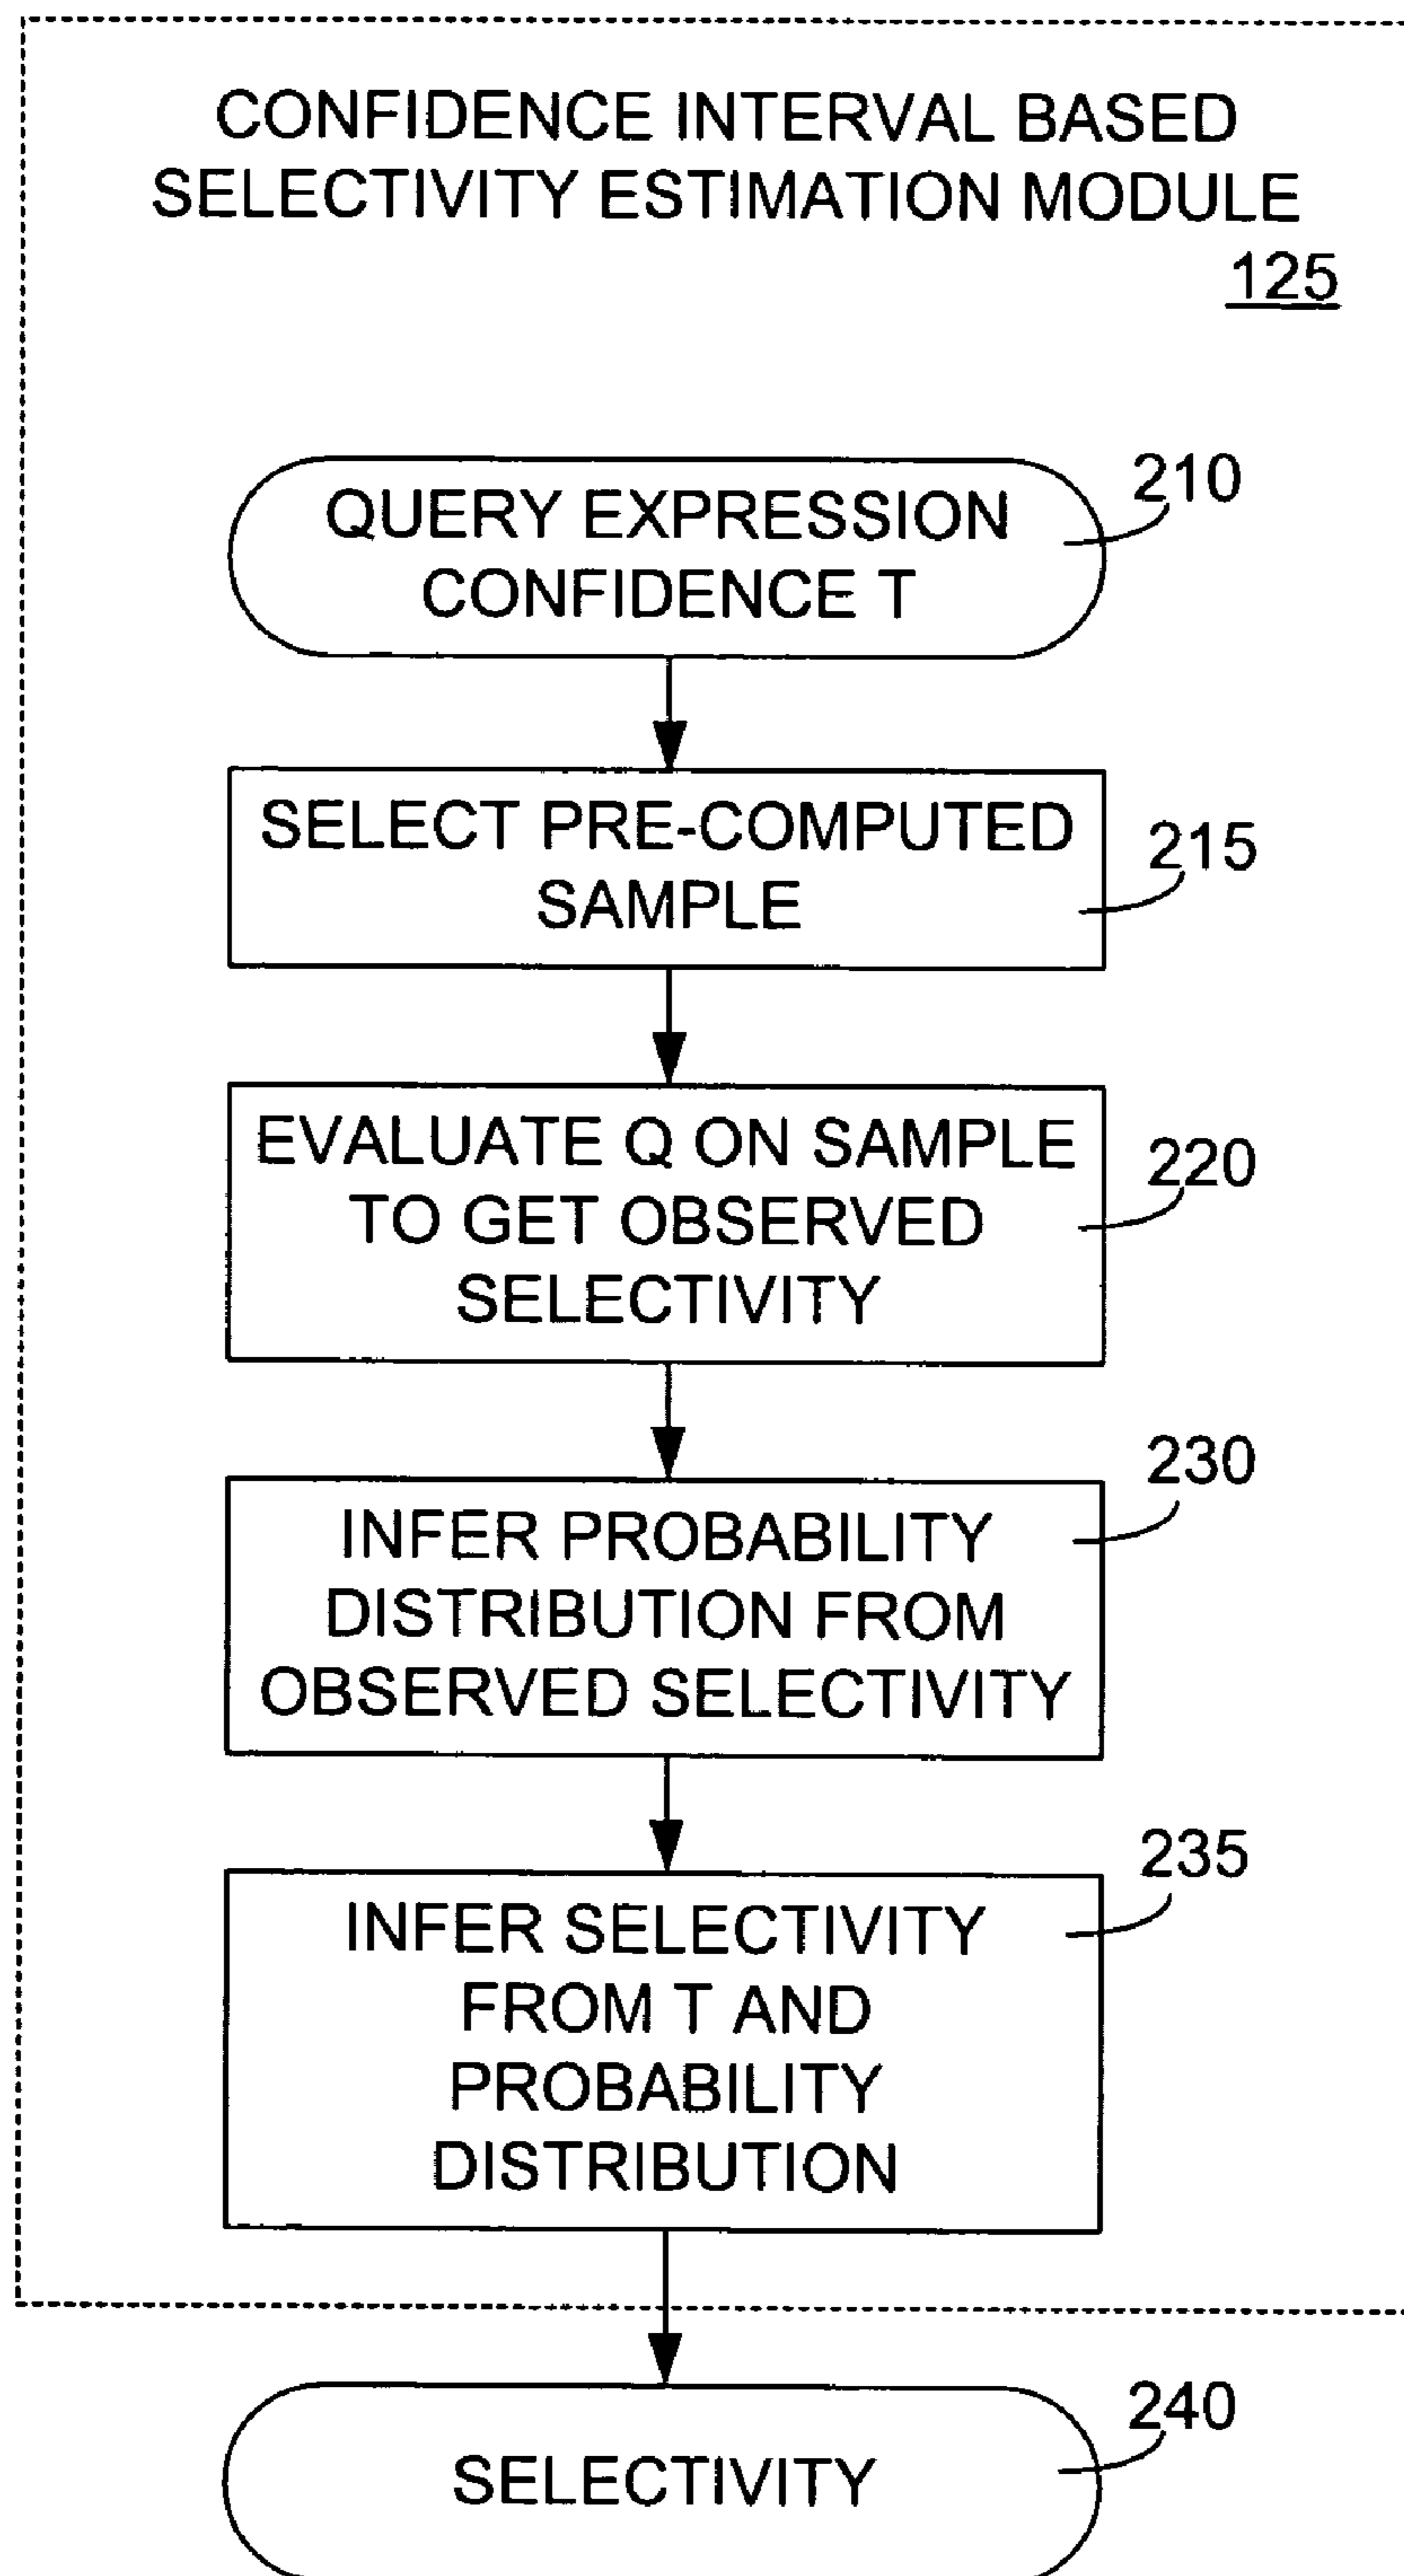 CONFIDENCE INTERVAL BASED
SELECTIVITY ESTIMATION MODULE
125
QUERY EXPRESSION
CONFIDENCE T
210
SELECT PRE-COMPUTED
SAMPLE
215
EVALUATE Q ON SAMPLE
TO GET OBSERVED
SELECTIVITY
220
INFER PROBABILITY
DISTRIBUTION FROM
OBSERVED SELECTIVITY
230
INFER SELECTIVITY
FROM T AND
PROBABILITY
DISTRIBUTION
235
SELECTIVITY
240